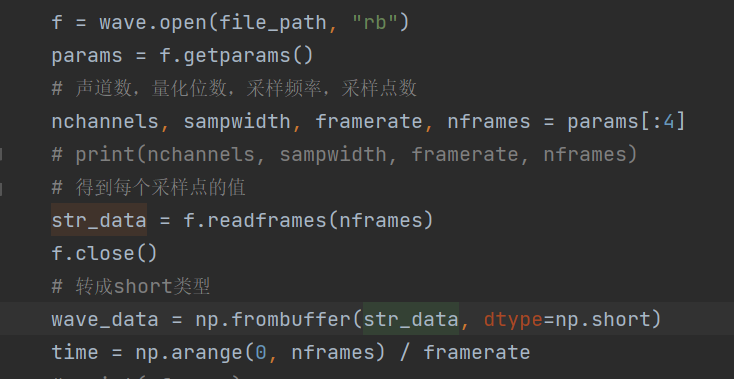 f = wave.open(file_path, "rb")
params = f.getparams()
# 声道数，量化位数，采样频率，采样点数
nchannels, sampwidth, framerate, nframes = params[:4]
# print(nchannels, sampwidth, framerate, nframes)
# 得到每个采样点的值
str_data = f.readframes(nframes)
f.close()
# 转成short类型
wave_data = np.frombuffer(str_data, dtype=np.short)
time = np.arange(0, nframes) / framerate